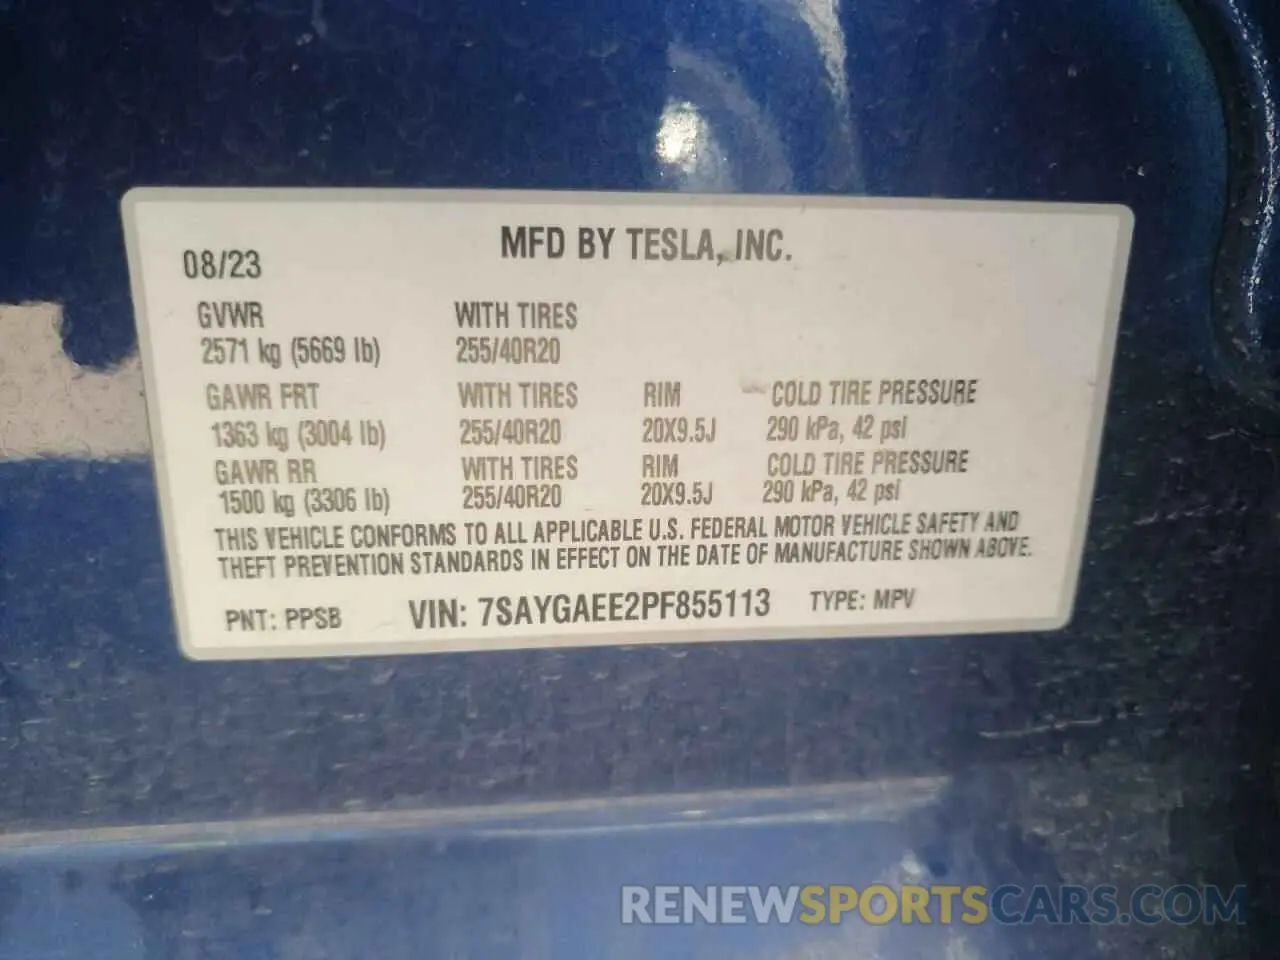 MFD BY TESLA, INC.
08/23
GVWR WITH TIRES
2571 kg (5669 lb) 255/40R20
GAWR FRT WITH TIRES RIM COLD TIRE PRESSURE
1363 kg (3004 lb) 255/40R20 20X9.5J 290 kPa, 42 psi
GAWR RR WITH TIRES RIM COLD TIRE PRESSURE
1500 kg (3306 lb) 255/40R20 20X9.5J 290 kPa, 42 psi
THIS VEHICLE CONFORMS TO ALL APPLICABLE U.S. FEDERAL MOTOR VEHICLE SAFETY AND
THEFT PREVENTION STANDARDS IN EFFECT ON THE DATE OF MANUFACTURE SHOWN ABOVE.
PNT: PPSB VIN: 7SAYGAEE2PF855113 TYPE: MPV
RENEWSPORTSCARS.COM